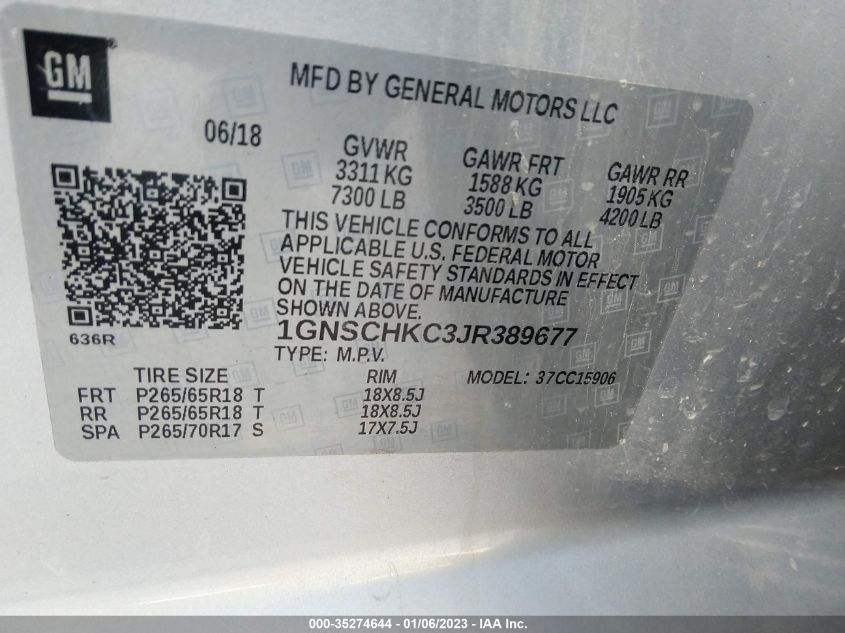 GM
MFD BY GENERAL MOTORS LLC
06/18
GVWR
3311 KG
7300 LB
GAWR FRT
1588 KG
3500 LB
GAWR RR
1905 KG
4200 LB
THIS VEHICLE CONFORMS TO ALL
APPLICABLE U.S. FEDERAL MOTOR
VEHICLE SAFETY STANDARDS IN EFFECT
ON THE DATE OF MANUFACTURE
SHOWN ABOVE.
636R
1GNSCHKC3JR389677
TYPE: M.P.V.
MODEL: 37CC15906
TIRE SIZE RIM
FRT P265/65R18 T 18X8.5J
RR P265/65R18 T 18X8.5J
SPA P265/70R17 S 17X7.5J
000-35274644 - 01/06/2023 - IAA Inc.